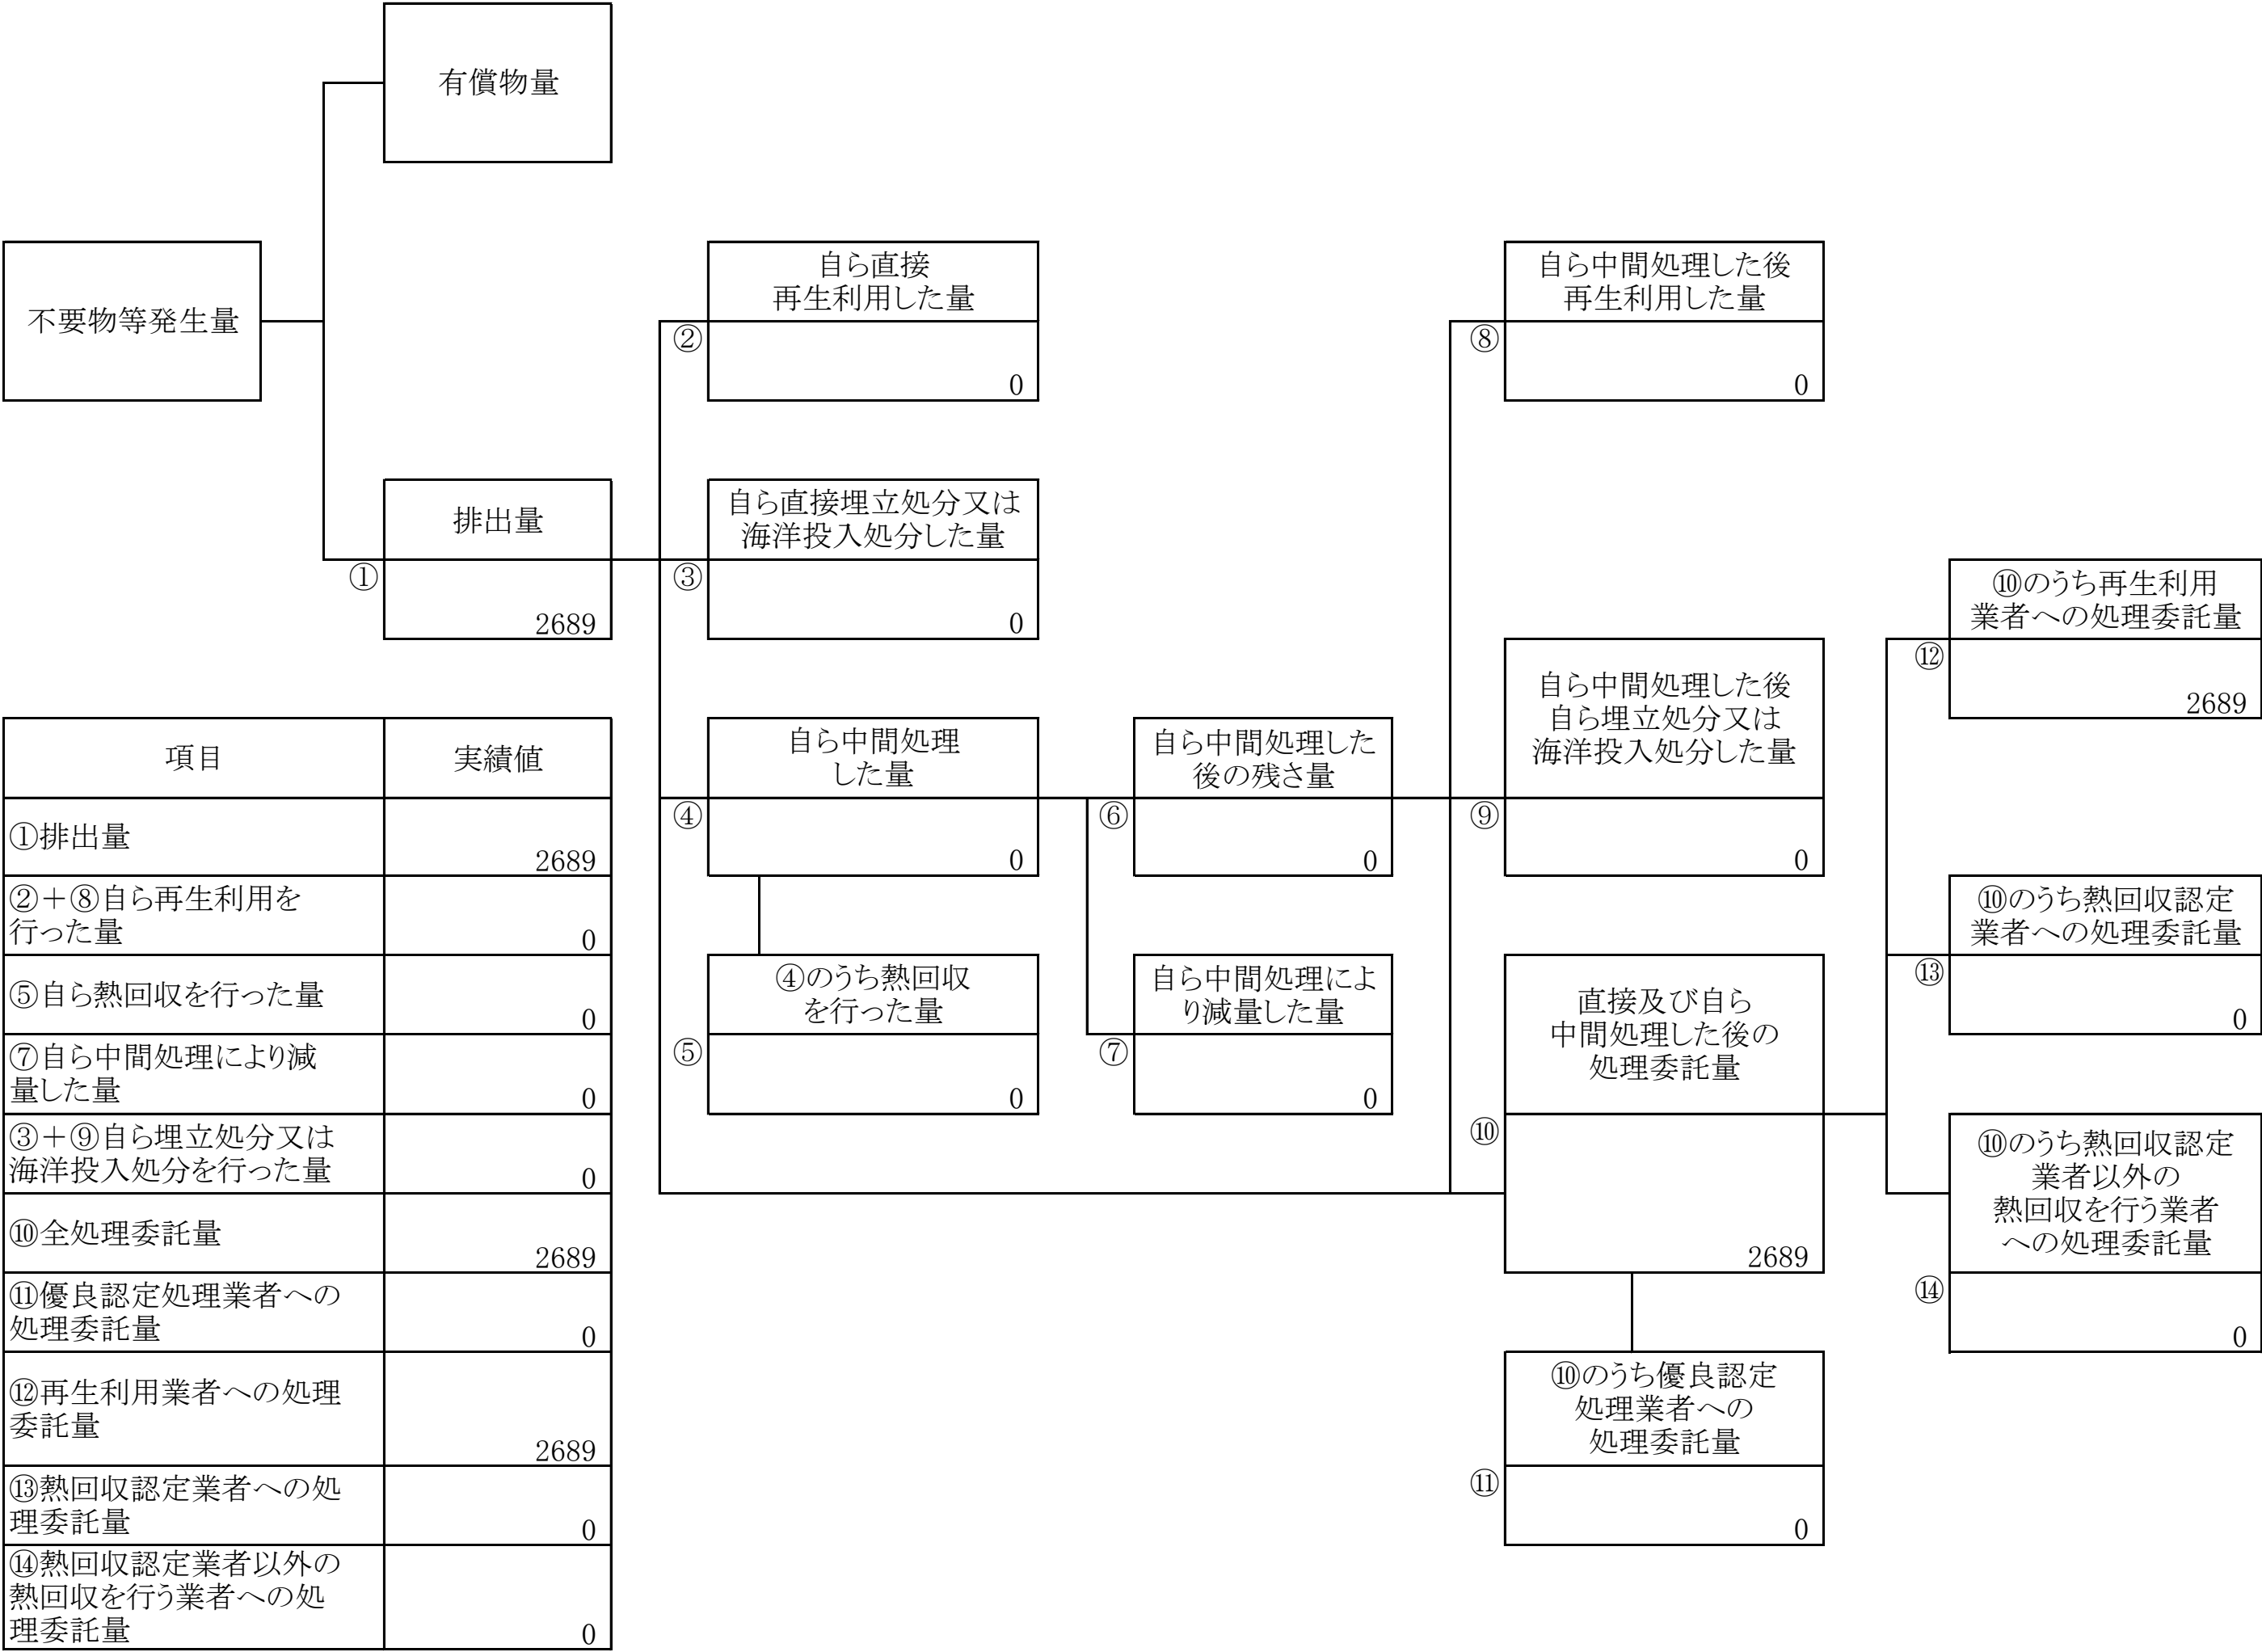 有償物量
不要物等発生量
自ら直接
再生利用した量
②
0
自ら中間処理した後
再生利用した量
⑧
0
排出量
①
2689
自ら直接埋立処分又は
海洋投入処分した量
③
0
⑩のうち再生利用
業者への処理委託量
⑫
2689
自ら中間処理
した量
④
0
自ら中間処理した
後の残さ量
⑥
0
自ら中間処理した後
自ら埋立処分又は
海洋投入処分した量
⑨
0
⑩のうち熱回収認定
業者への処理委託量
⑬
0
④のうち熱回収
を行った量
⑤
0
自ら中間処理によ
り減量した量
⑦
0
直接及び自ら
中間処理した後の
処理委託量
⑩
2689
⑩のうち熱回収認定
業者以外の
熱回収を行う業者
への処理委託量
⑭
0
⑩のうち優良認定
処理業者への
処理委託量
⑪
0
項目 実績値
①排出量
2689
②＋⑧自ら再生利用を
行った量
0
⑤自ら熱回収を行った量
0
⑦自ら中間処理により減
量した量
0
③＋⑨自ら埋立処分又は
海洋投入処分を行った量
0
⑩全処理委託量
2689
⑪優良認定処理業者への
処理委託量
0
⑫再生利用業者への処理
委託量
2689
⑬熱回収認定業者への処
理委託量
0
⑭熱回収認定業者以外の
熱回収を行う業者への処
理委託量
0